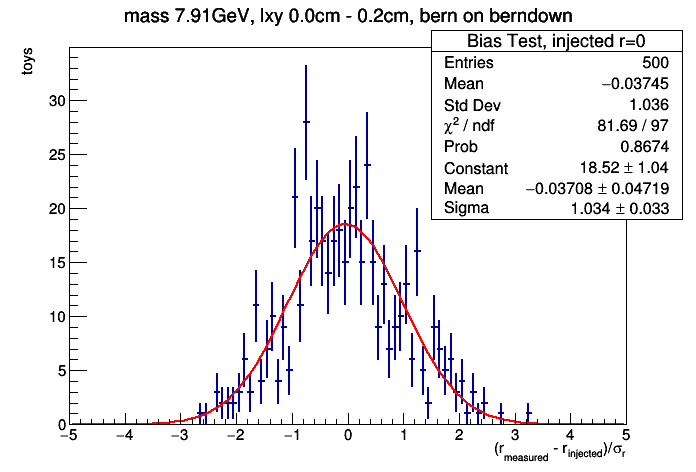 mass 7.91GeV, lxy 0.0cm - 0.2cm, bern on berndown
Bias Test, injected r=0
Entries 500
Mean −0.03745
Std Dev 1.036
χ² / ndf 81.69 / 97
Prob 0.8674
Constant 18.52 ± 1.04
Mean −0.03708 ± 0.04719
Sigma 1.034 ± 0.033
toys
30
25
20
15
10
5
0
−5 −4 −3 −2 −1 0 1 2 3 4 5
(r_measured - r_injected)/σ_r